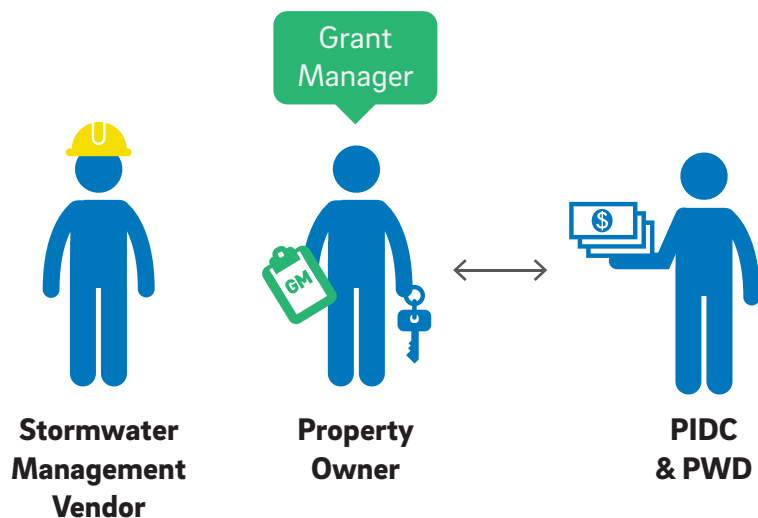 Grant
Manager
GM
$
Stormwater
Management
Vendor
Property
Owner
PIDC
& PWD